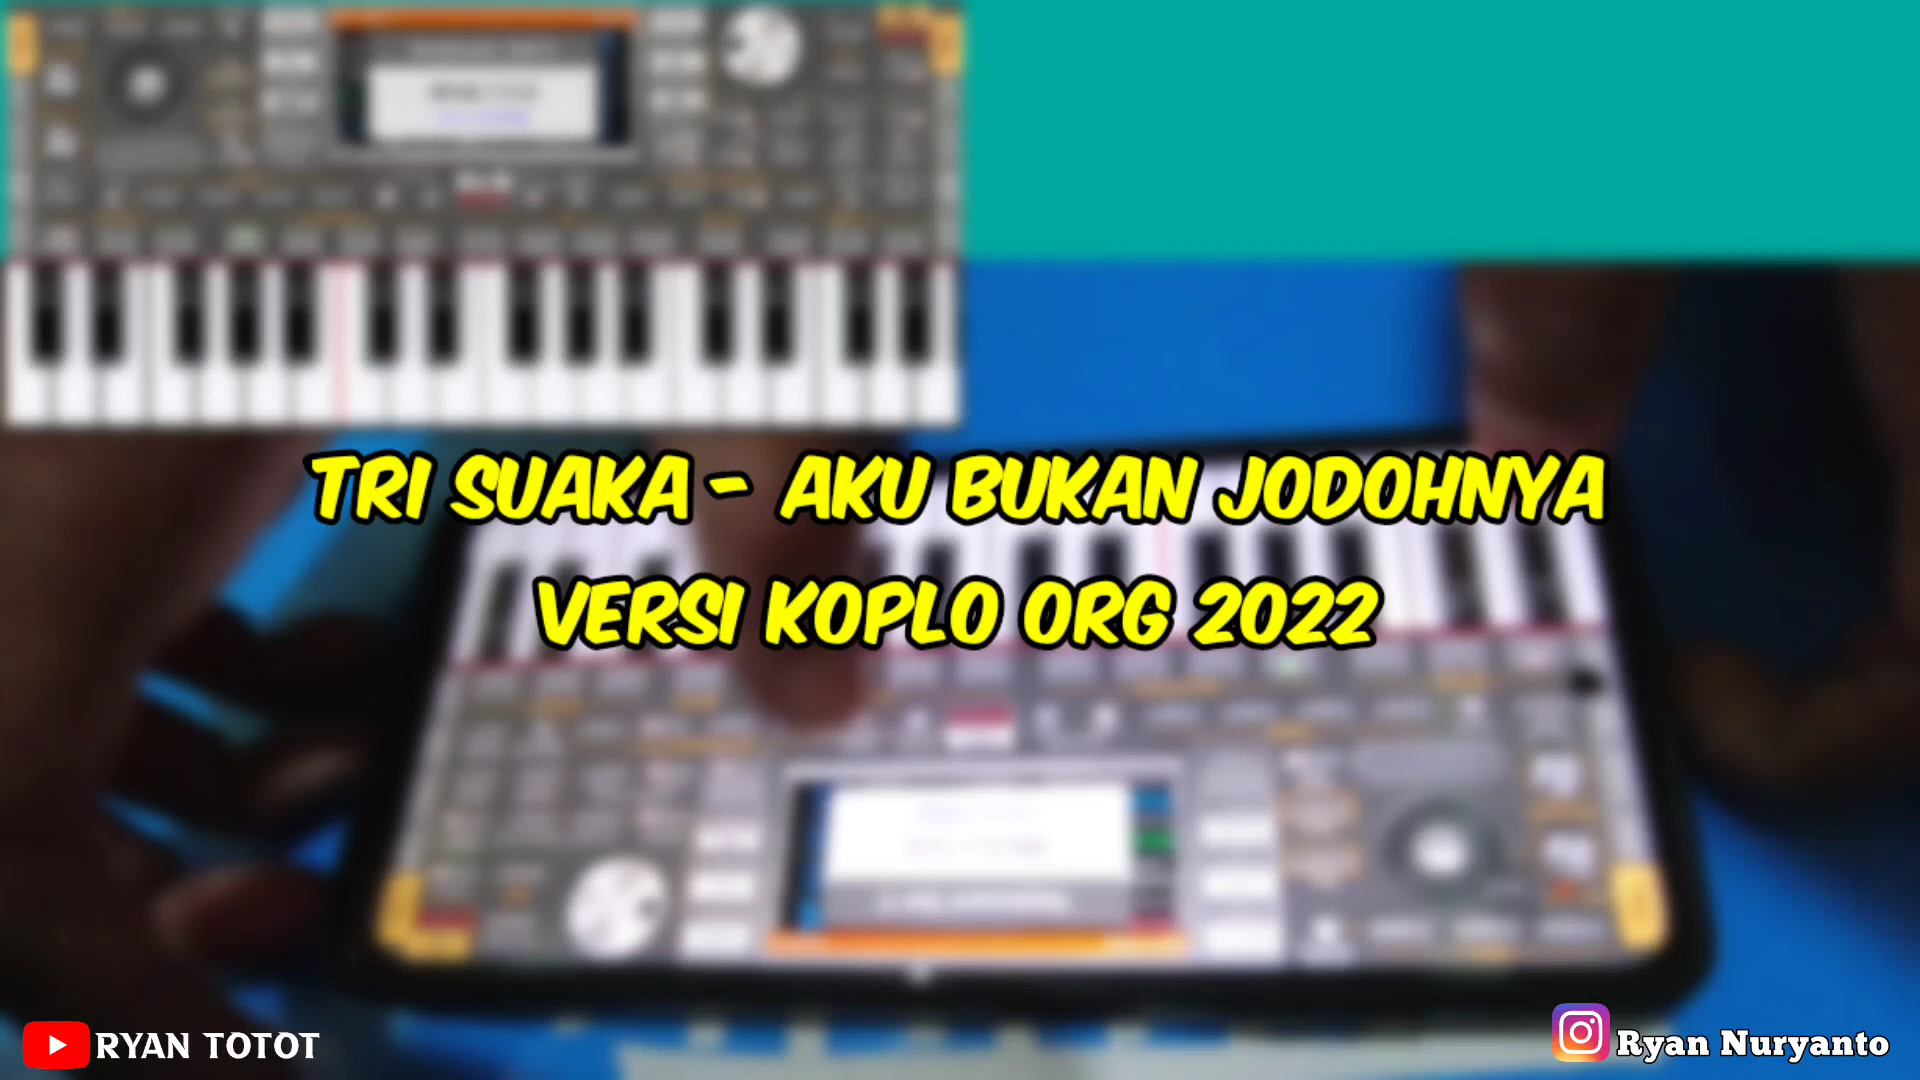 TRI SUAKA - AKU BUKAN JODOHNYA
VERSI KOPLO ORG 2022
RYAN TOTOT
Ryan Nuryanto